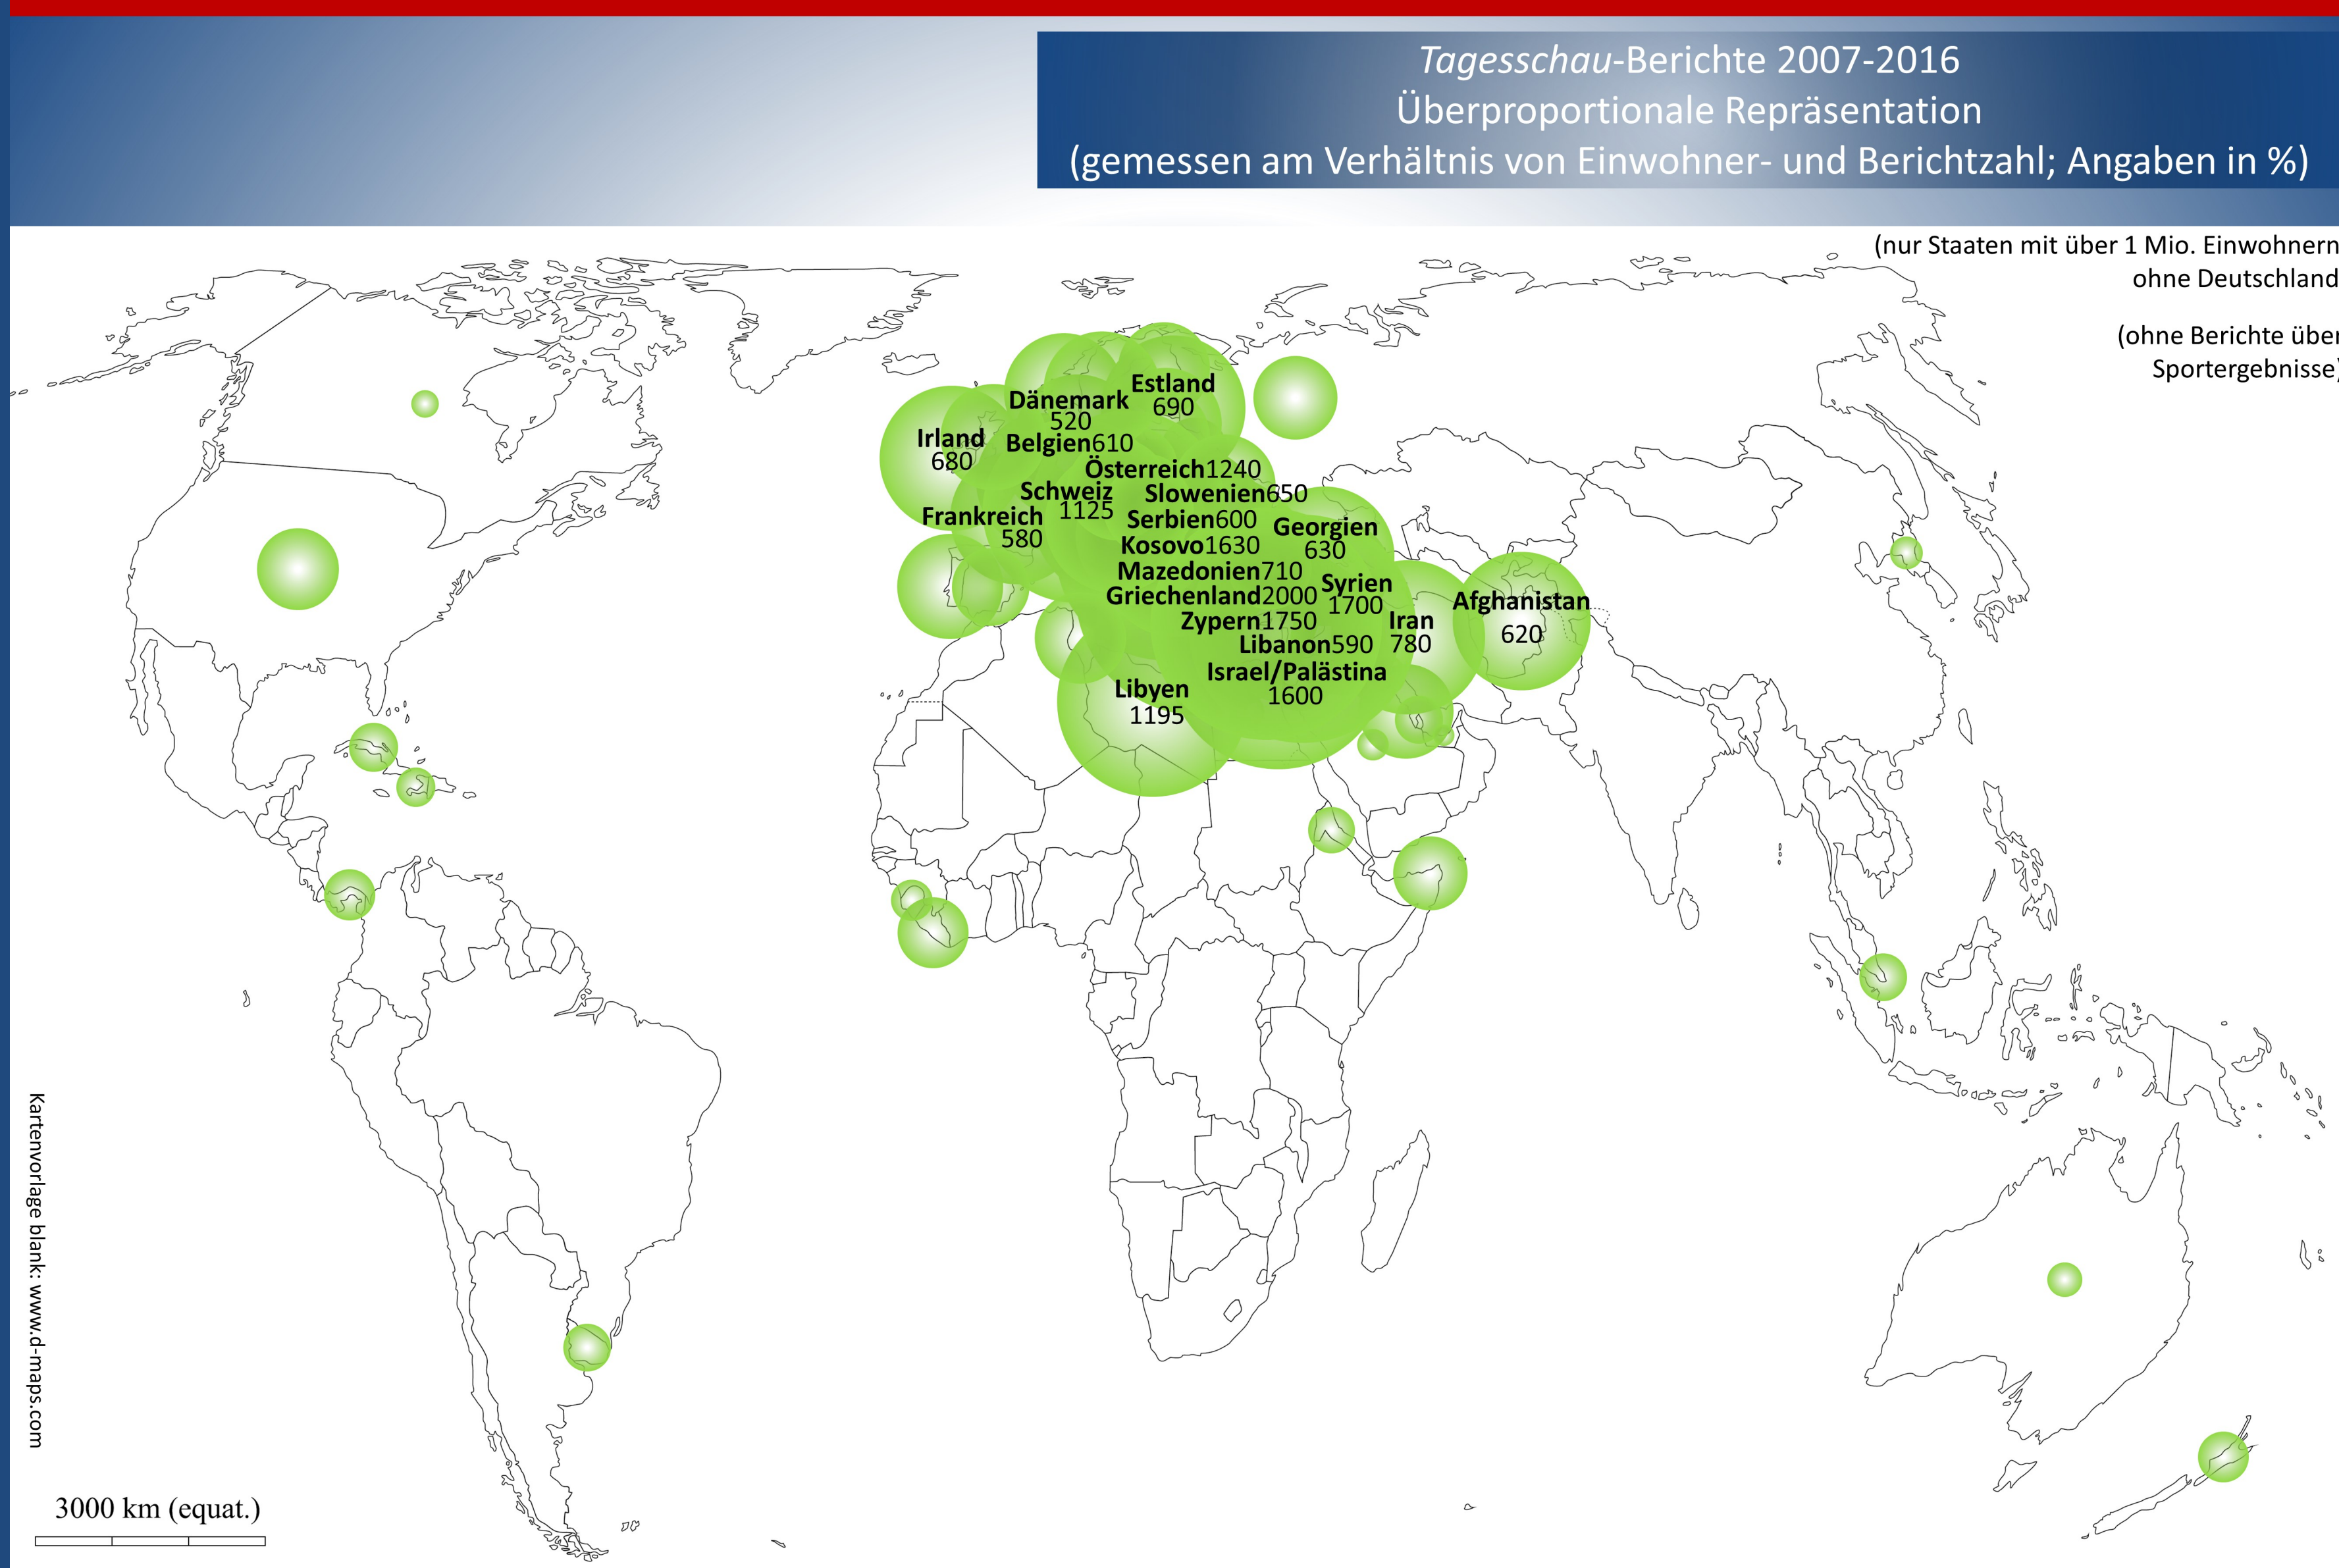 Tagesschau-Berichte 2007-2016
Überproportionale Repräsentation
(gemessen am Verhältnis von Einwohner- und Berichtzahl; Angaben in %)
(nur Staaten mit über 1 Mio. Einwohnern
ohne Deutschland
(ohne Berichte über
Sportergebnisse)
Estland
690
Dänemark
520
Irland
680
Belgien610
Österreich1240
Schweiz
1125
Slowenien650
Frankreich
580
Serbien600
Georgien
630
Kosovo1630
Mazedonien710
Syrien
1700
Griechenland2000
Afghanistan
620
Zypern1750
Iran
780
Libanon590
Israel/Palästina
1600
Libyen
1195
Kartenvorlage blank: www.d-maps.com
3000 km (equat.)